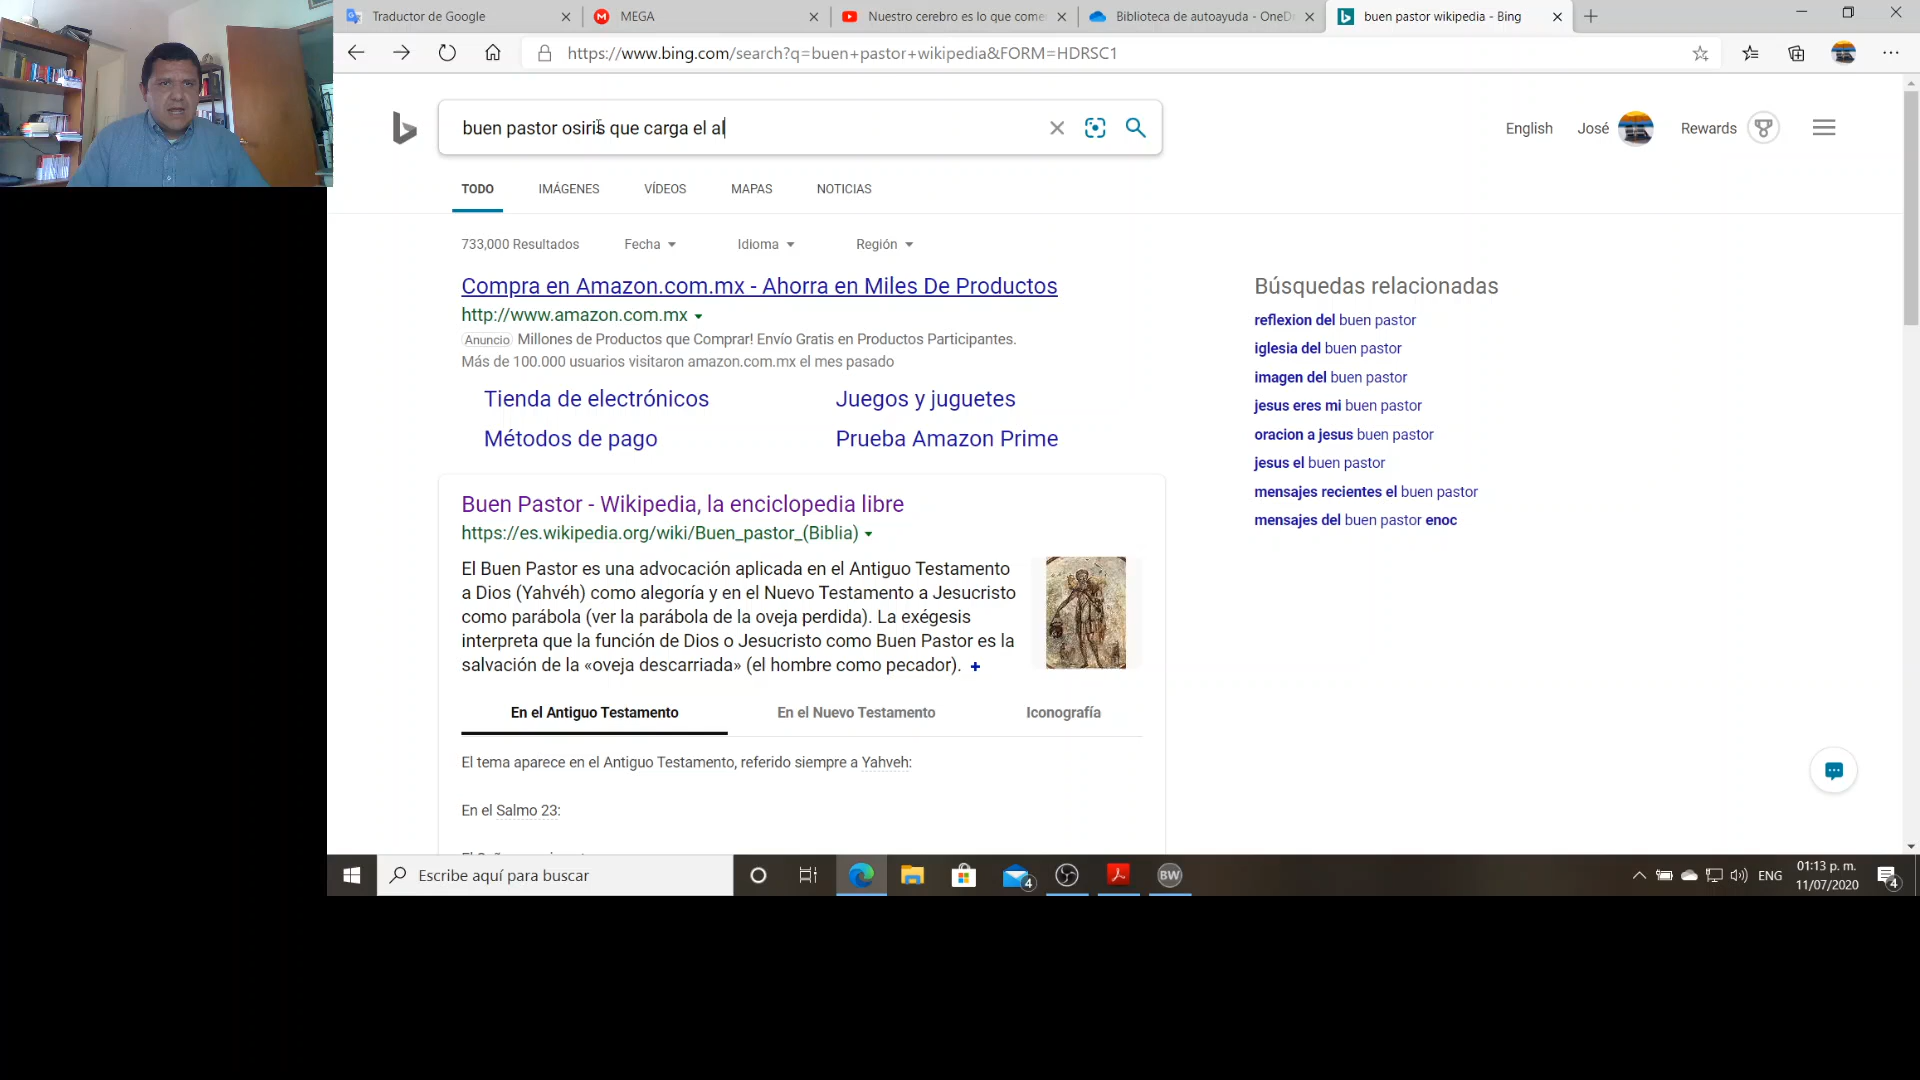 Traductor de Google
MEGA
Nuestro cerebro es lo que come
Biblioteca de autoayuda - OneDr
buen pastor wikipedia - Bing
https://www.bing.com/search?q=buen+pastor+wikipedia&FORM=HDRSC1
buen pastor osiris que carga el al
English
José
Rewards
TODO
IMÁGENES
VÍDEOS
MAPAS
NOTICIAS
733,000 Resultados
Fecha
Idioma
Región
Compra en Amazon.com.mx - Ahorra en Miles De Productos
http://www.amazon.com.mx
Anuncio Millones de Productos que Comprar! Envío Gratis en Productos Participantes.
Más de 100.000 usuarios visitaron amazon.com.mx el mes pasado
Tienda de electrónicos
Juegos y juguetes
Métodos de pago
Prueba Amazon Prime
Buen Pastor - Wikipedia, la enciclopedia libre
https://es.wikipedia.org/wiki/Buen_pastor_(Biblia)
El Buen Pastor es una advocación aplicada en el Antiguo Testamento
a Dios (Yahvéh) como alegoría y en el Nuevo Testamento a Jesucristo
como parábola (ver la parábola de la oveja perdida). La exégesis
interpreta que la función de Dios o Jesucristo como Buen Pastor es la
salvación de la «oveja descarriada» (el hombre como pecador). +
En el Antiguo Testamento
En el Nuevo Testamento
Iconografía
El tema aparece en el Antiguo Testamento, referido siempre a Yahveh:
En el Salmo 23:
Búsquedas relacionadas
reflexion del buen pastor
iglesia del buen pastor
imagen del buen pastor
jesus eres mi buen pastor
oracion a jesus buen pastor
jesus el buen pastor
mensajes recientes el buen pastor
mensajes del buen pastor enoc
Escribe aquí para buscar
4
BW
ENG
01:13 p. m.
11/07/2020
4